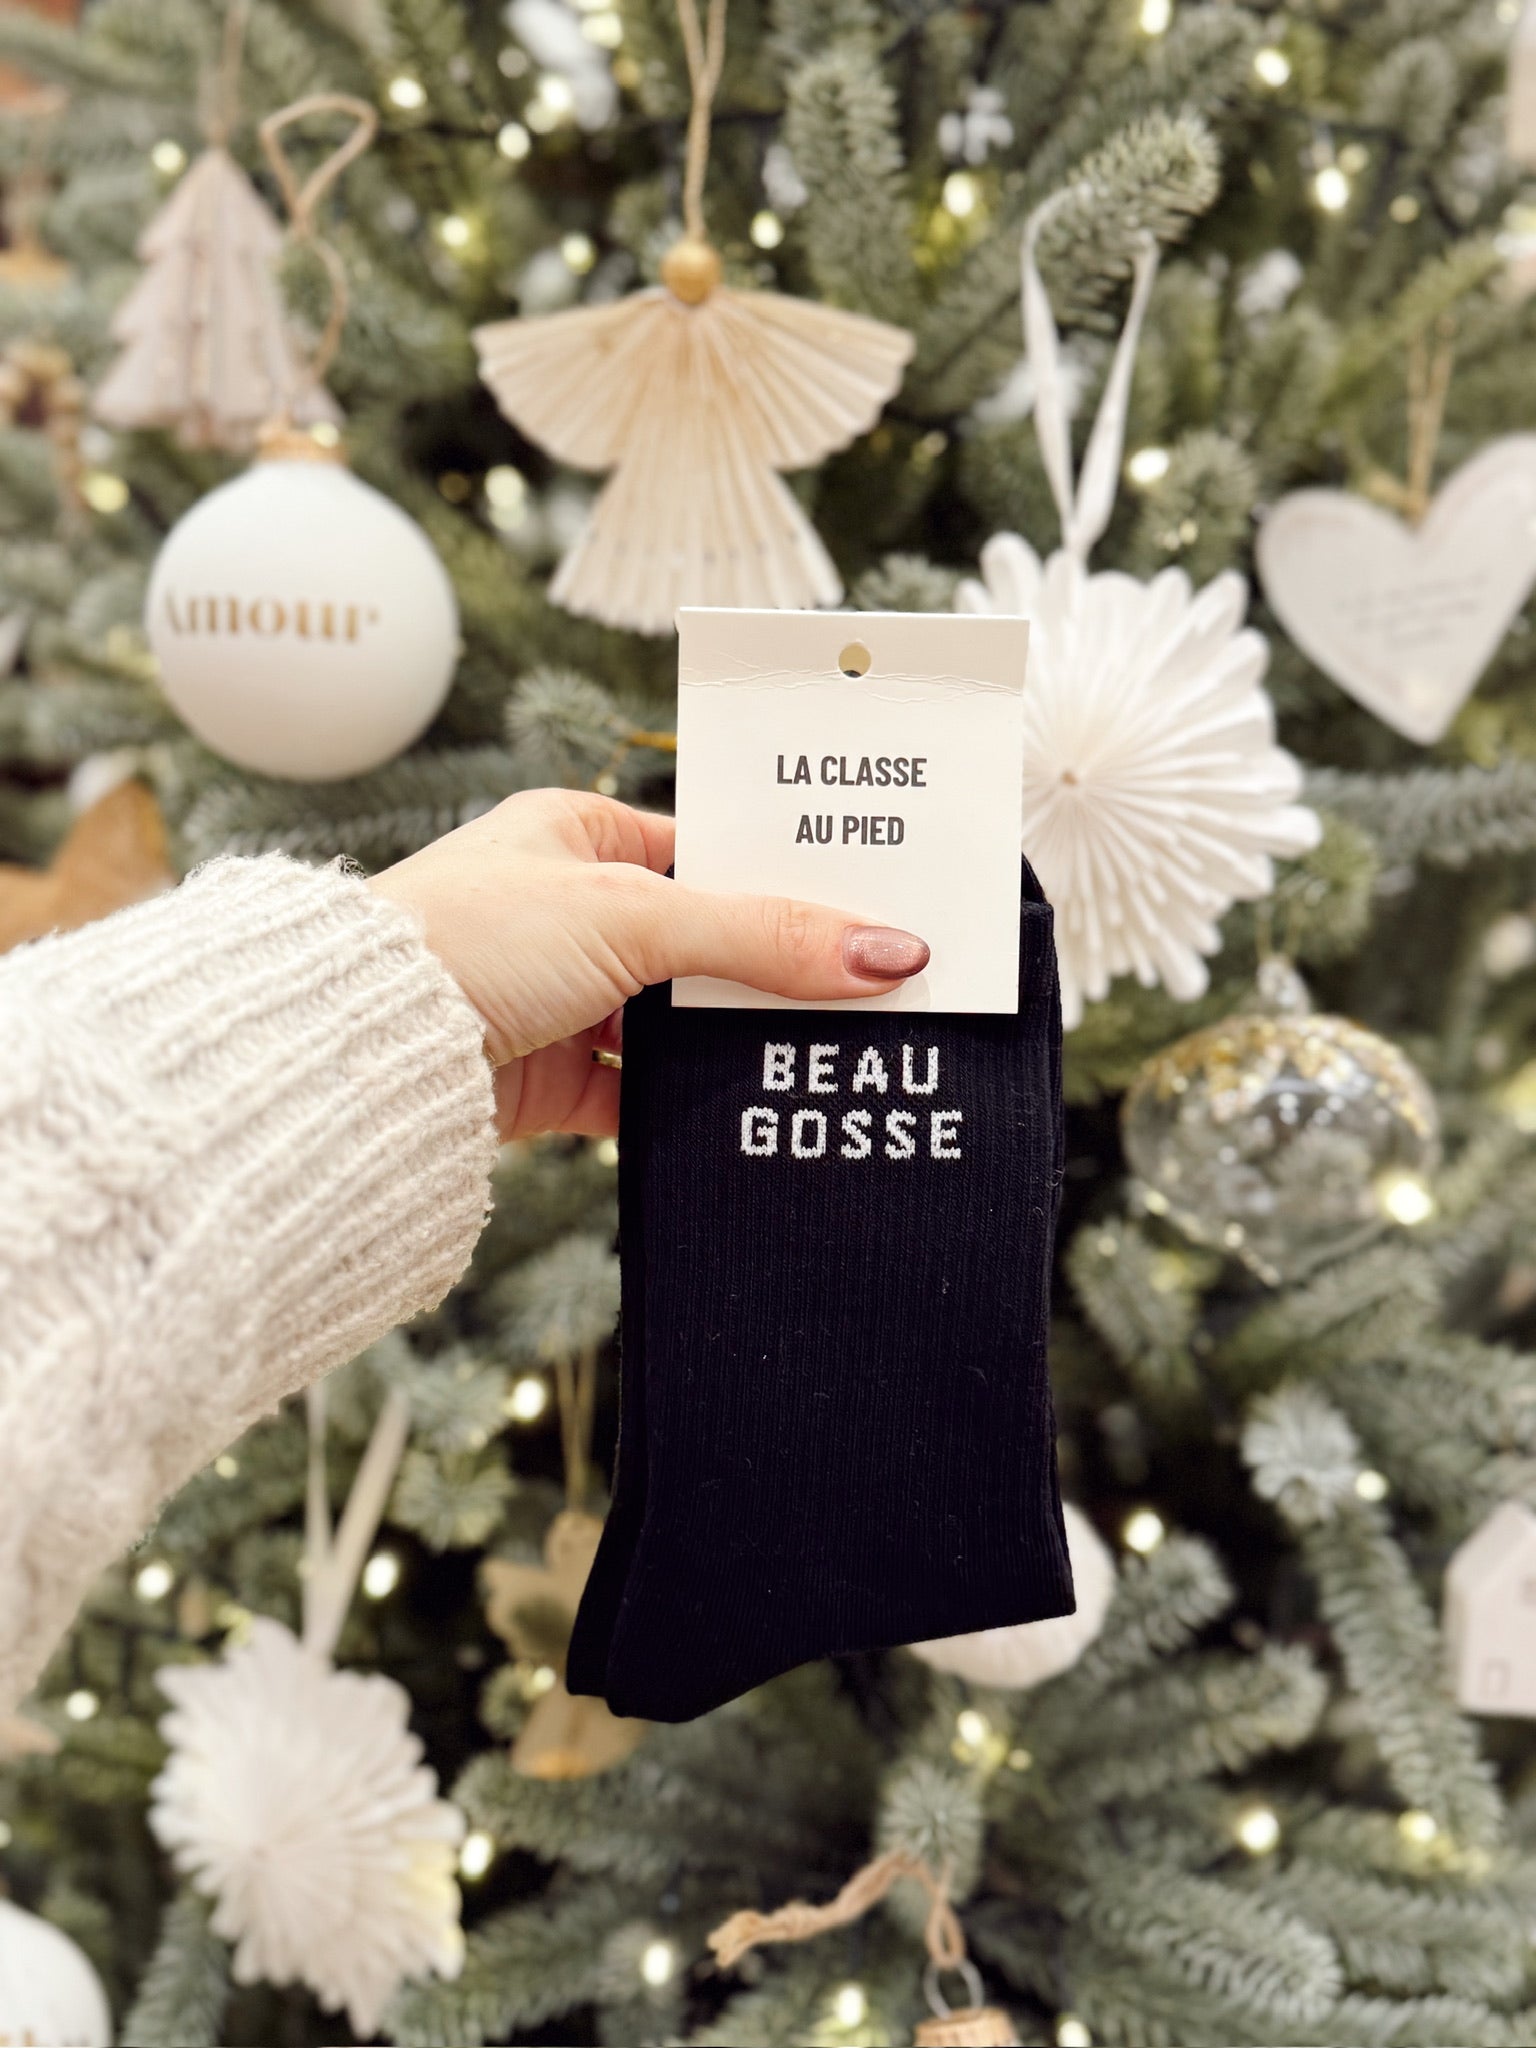 Amour
LA CLASSE
AU PIED
BEAU
GOSSE